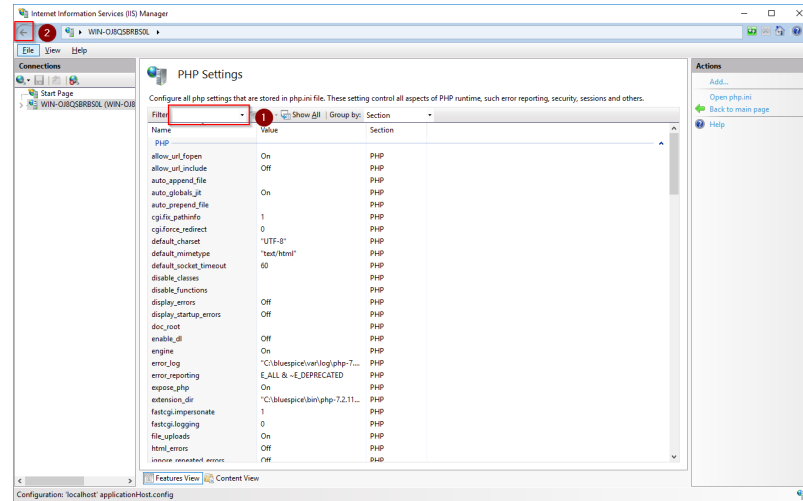 Internet Information Services (IIS) Manager
2
WIN-OJ8QSBRBS0L
File View Help
Connections
Start Page
WIN-OJ8QSBRBS0L (WIN-OJ8
PHP Settings
Configure all php settings that are stored in php.ini file. These setting control all aspects of PHP runtime, such error reporting, security, sessions and others.
Filter: 1 Show All Group by: Section
Name Value Section
PHP
allow_url_fopen On PHP
allow_url_include Off PHP
auto_append_file PHP
auto_globals_jit On PHP
auto_prepend_file PHP
cgi.fix_pathinfo 1 PHP
cgi.force_redirect 0 PHP
default_charset "UTF-8" PHP
default_mimetype "text/html" PHP
default_socket_timeout 60 PHP
disable_classes PHP
disable_functions PHP
display_errors Off PHP
display_startup_errors Off PHP
doc_root PHP
enable_dl Off PHP
engine On PHP
error_log "C:\bluespice\var\log\php-7.... PHP
error_reporting E_ALL & ~E_DEPRECATED PHP
expose_php On PHP
extension_dir "C:\bluespice\bin\php-7.2.11... PHP
fastcgi.impersonate 1 PHP
fastcgi.logging 0 PHP
file_uploads On PHP
html_errors Off PHP
ignore_repeated_errors Off PHP
Features View Content View
Actions
Add...
Open php.ini
Back to main page
Help
Configuration: 'localhost' applicationHost.config